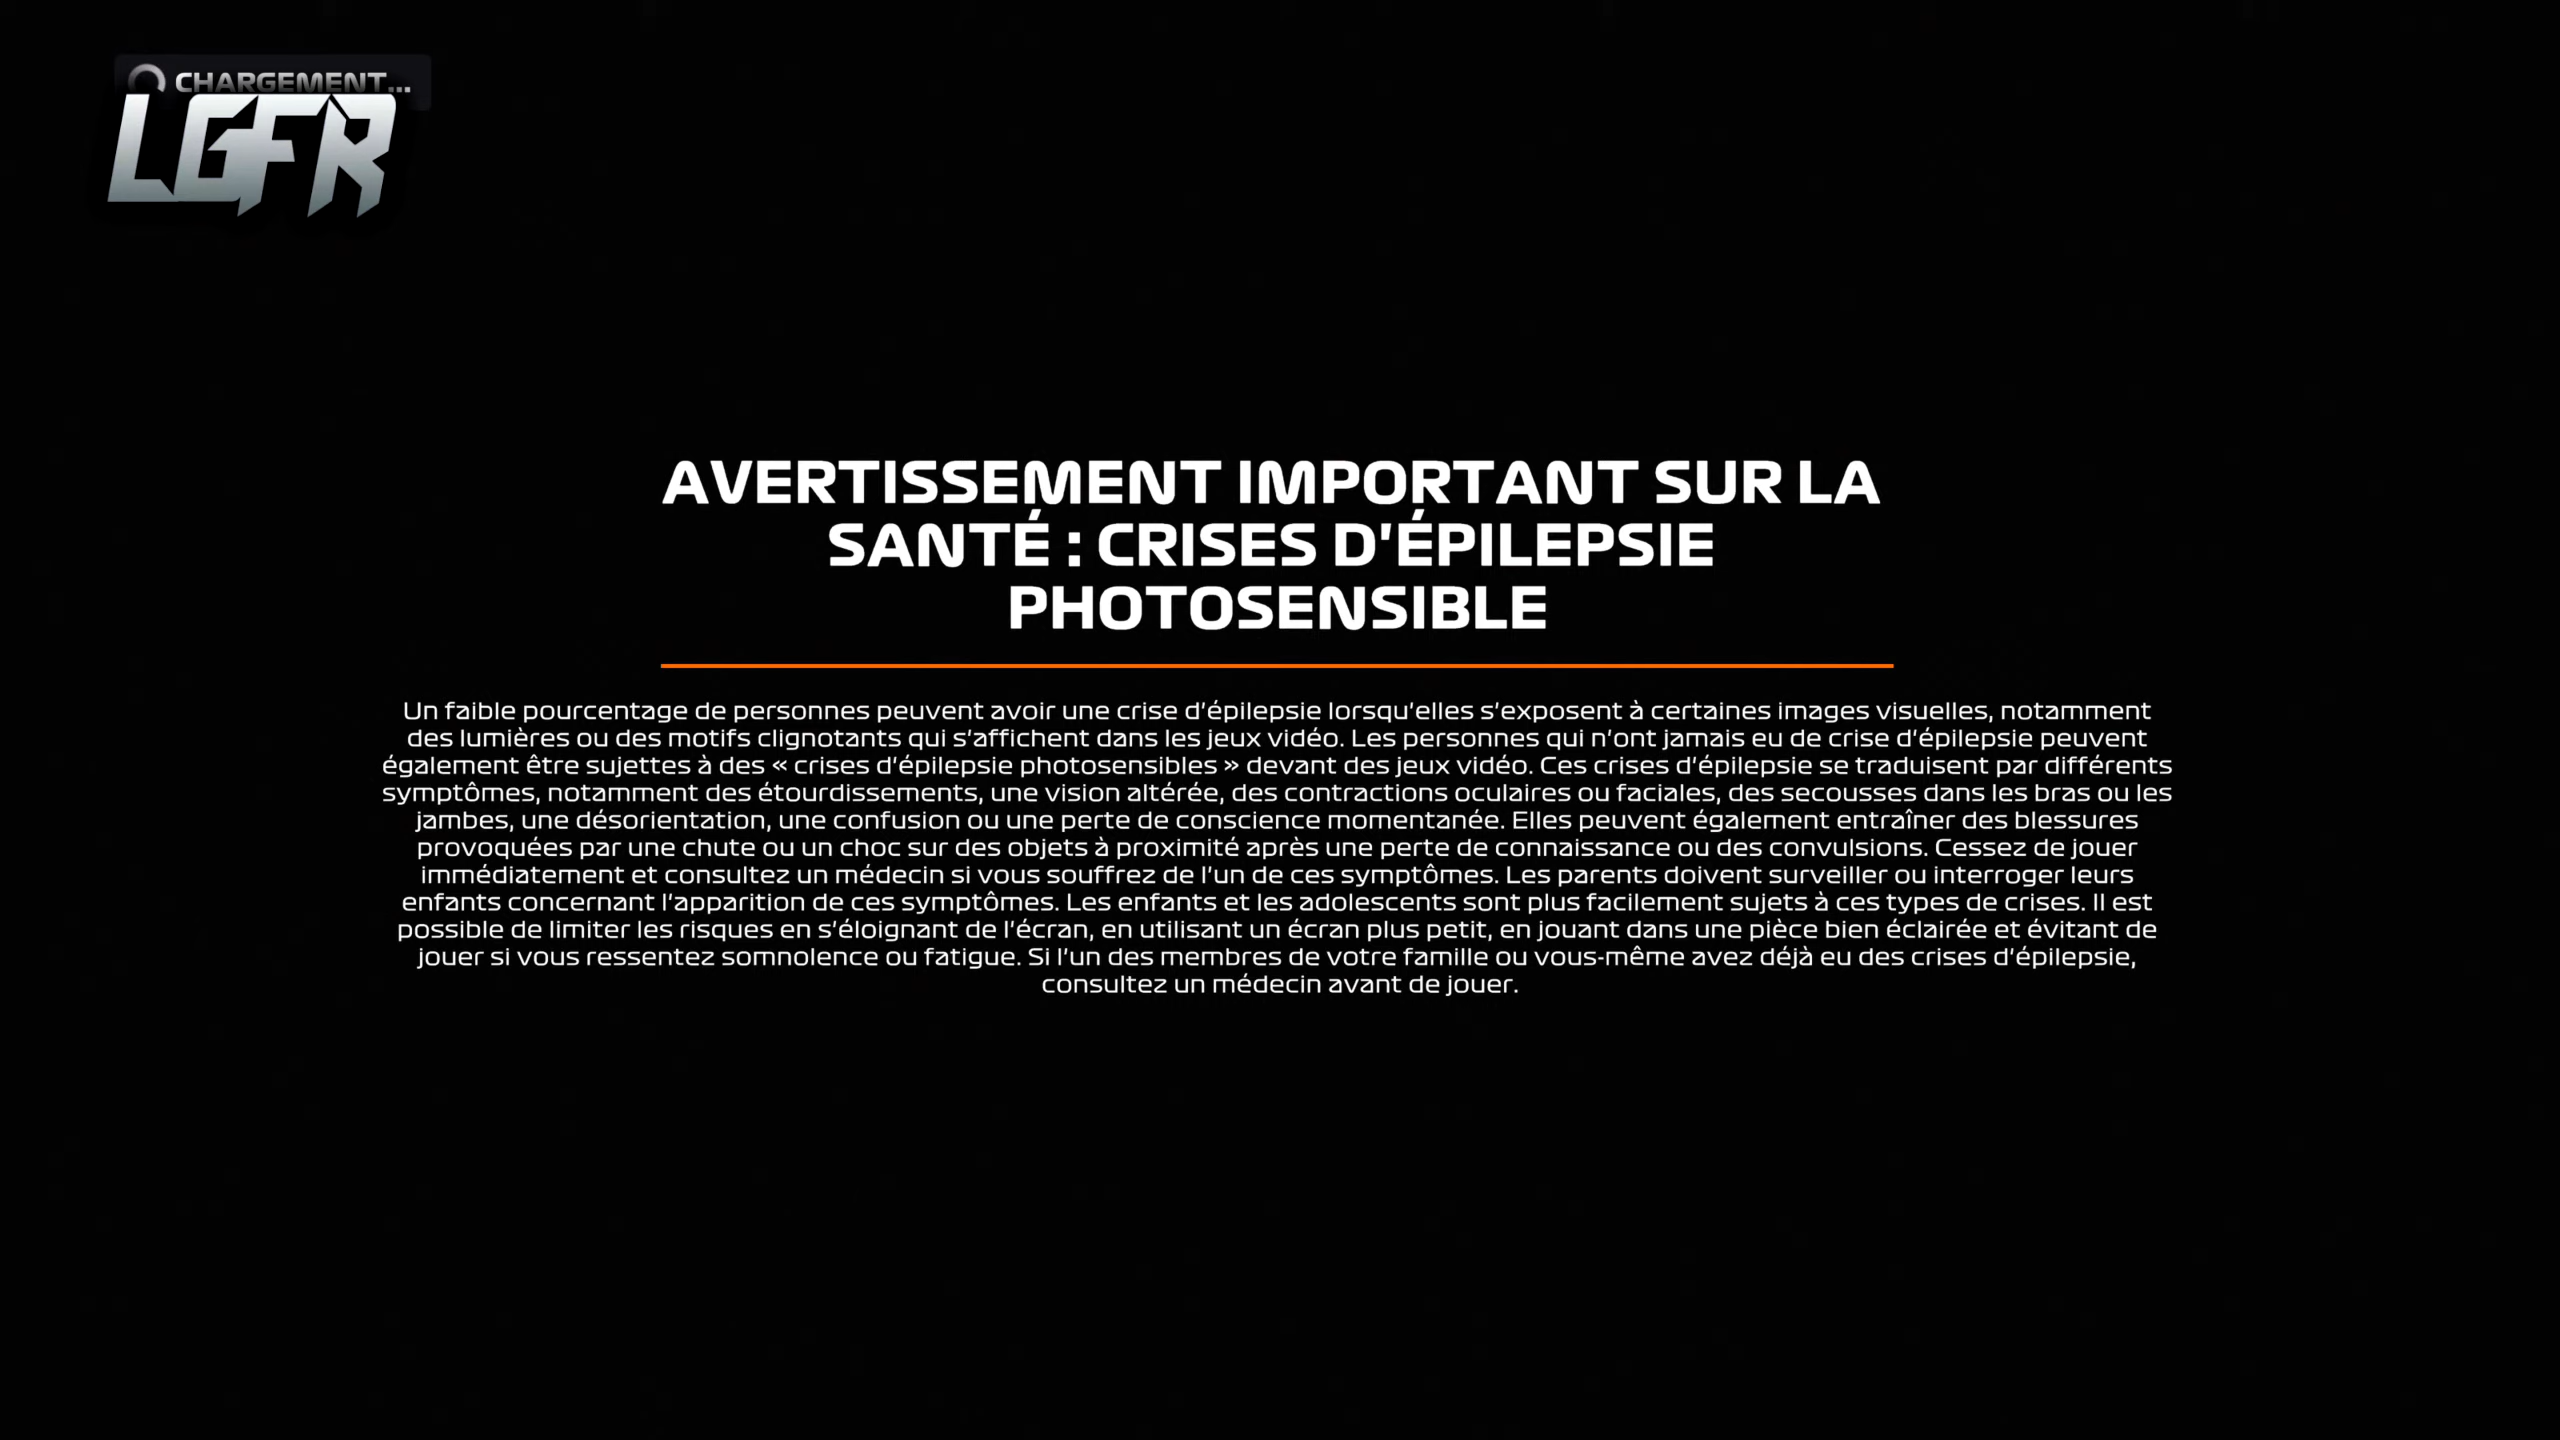 CHARGEMENT...
LGFR
AVERTISSEMENT IMPORTANT SUR LA
SANTÉ : CRISES D'ÉPILEPSIE
PHOTOSENSIBLE
Un faible pourcentage de personnes peuvent avoir une crise d'épilepsie lorsqu'elles s'exposent à certaines images visuelles, notamment
des lumières ou des motifs clignotants qui s'affichent dans les jeux vidéo. Les personnes qui n'ont jamais eu de crise d'épilepsie peuvent
également être sujettes à des « crises d'épilepsie photosensibles » devant des jeux vidéo. Ces crises d'épilepsie se traduisent par différents
symptômes, notamment des étourdissements, une vision altérée, des contractions oculaires ou faciales, des secousses dans les bras ou les
jambes, une désorientation, une confusion ou une perte de conscience momentanée. Elles peuvent également entraîner des blessures
provoquées par une chute ou un choc sur des objets à proximité après une perte de connaissance ou des convulsions. Cessez de jouer
immédiatement et consultez un médecin si vous souffrez de l'un de ces symptômes. Les parents doivent surveiller ou interroger leurs
enfants concernant l'apparition de ces symptômes. Les enfants et les adolescents sont plus facilement sujets à ces types de crises. Il est
possible de limiter les risques en s'éloignant de l'écran, en utilisant un écran plus petit, en jouant dans une pièce bien éclairée et évitant de
jouer si vous ressentez somnolence ou fatigue. Si l'un des membres de votre famille ou vous-même avez déjà eu des crises d'épilepsie,
consultez un médecin avant de jouer.